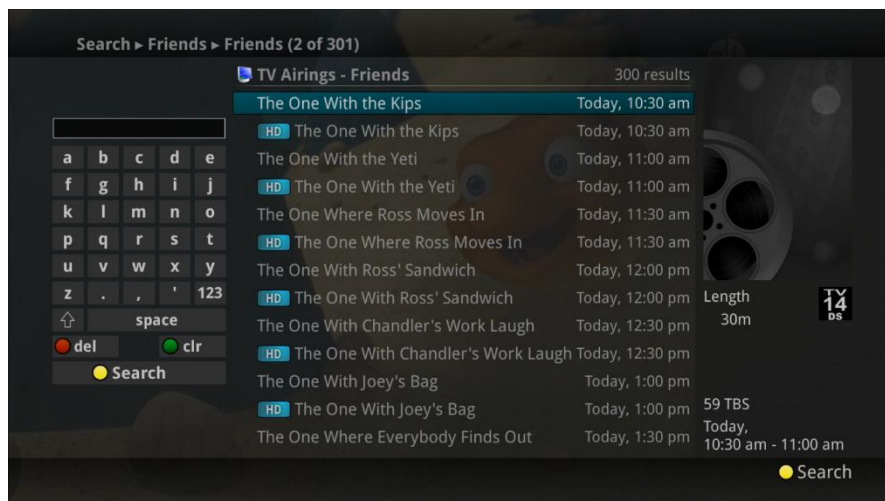 Search ▸ Friends ▸ Friends (2 of 301)
TV Airings - Friends 300 results
The One With the Kips Today, 10:30 am
HD The One With the Kips Today, 10:30 am
The One With the Yeti Today, 11:00 am
HD The One With the Yeti Today, 11:00 am
The One Where Ross Moves In Today, 11:30 am
HD The One Where Ross Moves In Today, 11:30 am
The One With Ross' Sandwich Today, 12:00 pm
HD The One With Ross' Sandwich Today, 12:00 pm
The One With Chandler's Work Laugh Today, 12:30 pm
HD The One With Chandler's Work Laugh Today, 12:30 pm
The One With Joey's Bag Today, 1:00 pm
HD The One With Joey's Bag Today, 1:00 pm
The One Where Everybody Finds Out Today, 1:30 pm
a b c d e
f g h i j
k l m n o
p q r s t
u v w x y
z . , ' 123
space
del clr
Search
Length
30m
TV
14
DS
59 TBS
Today,
10:30 am - 11:00 am
Search